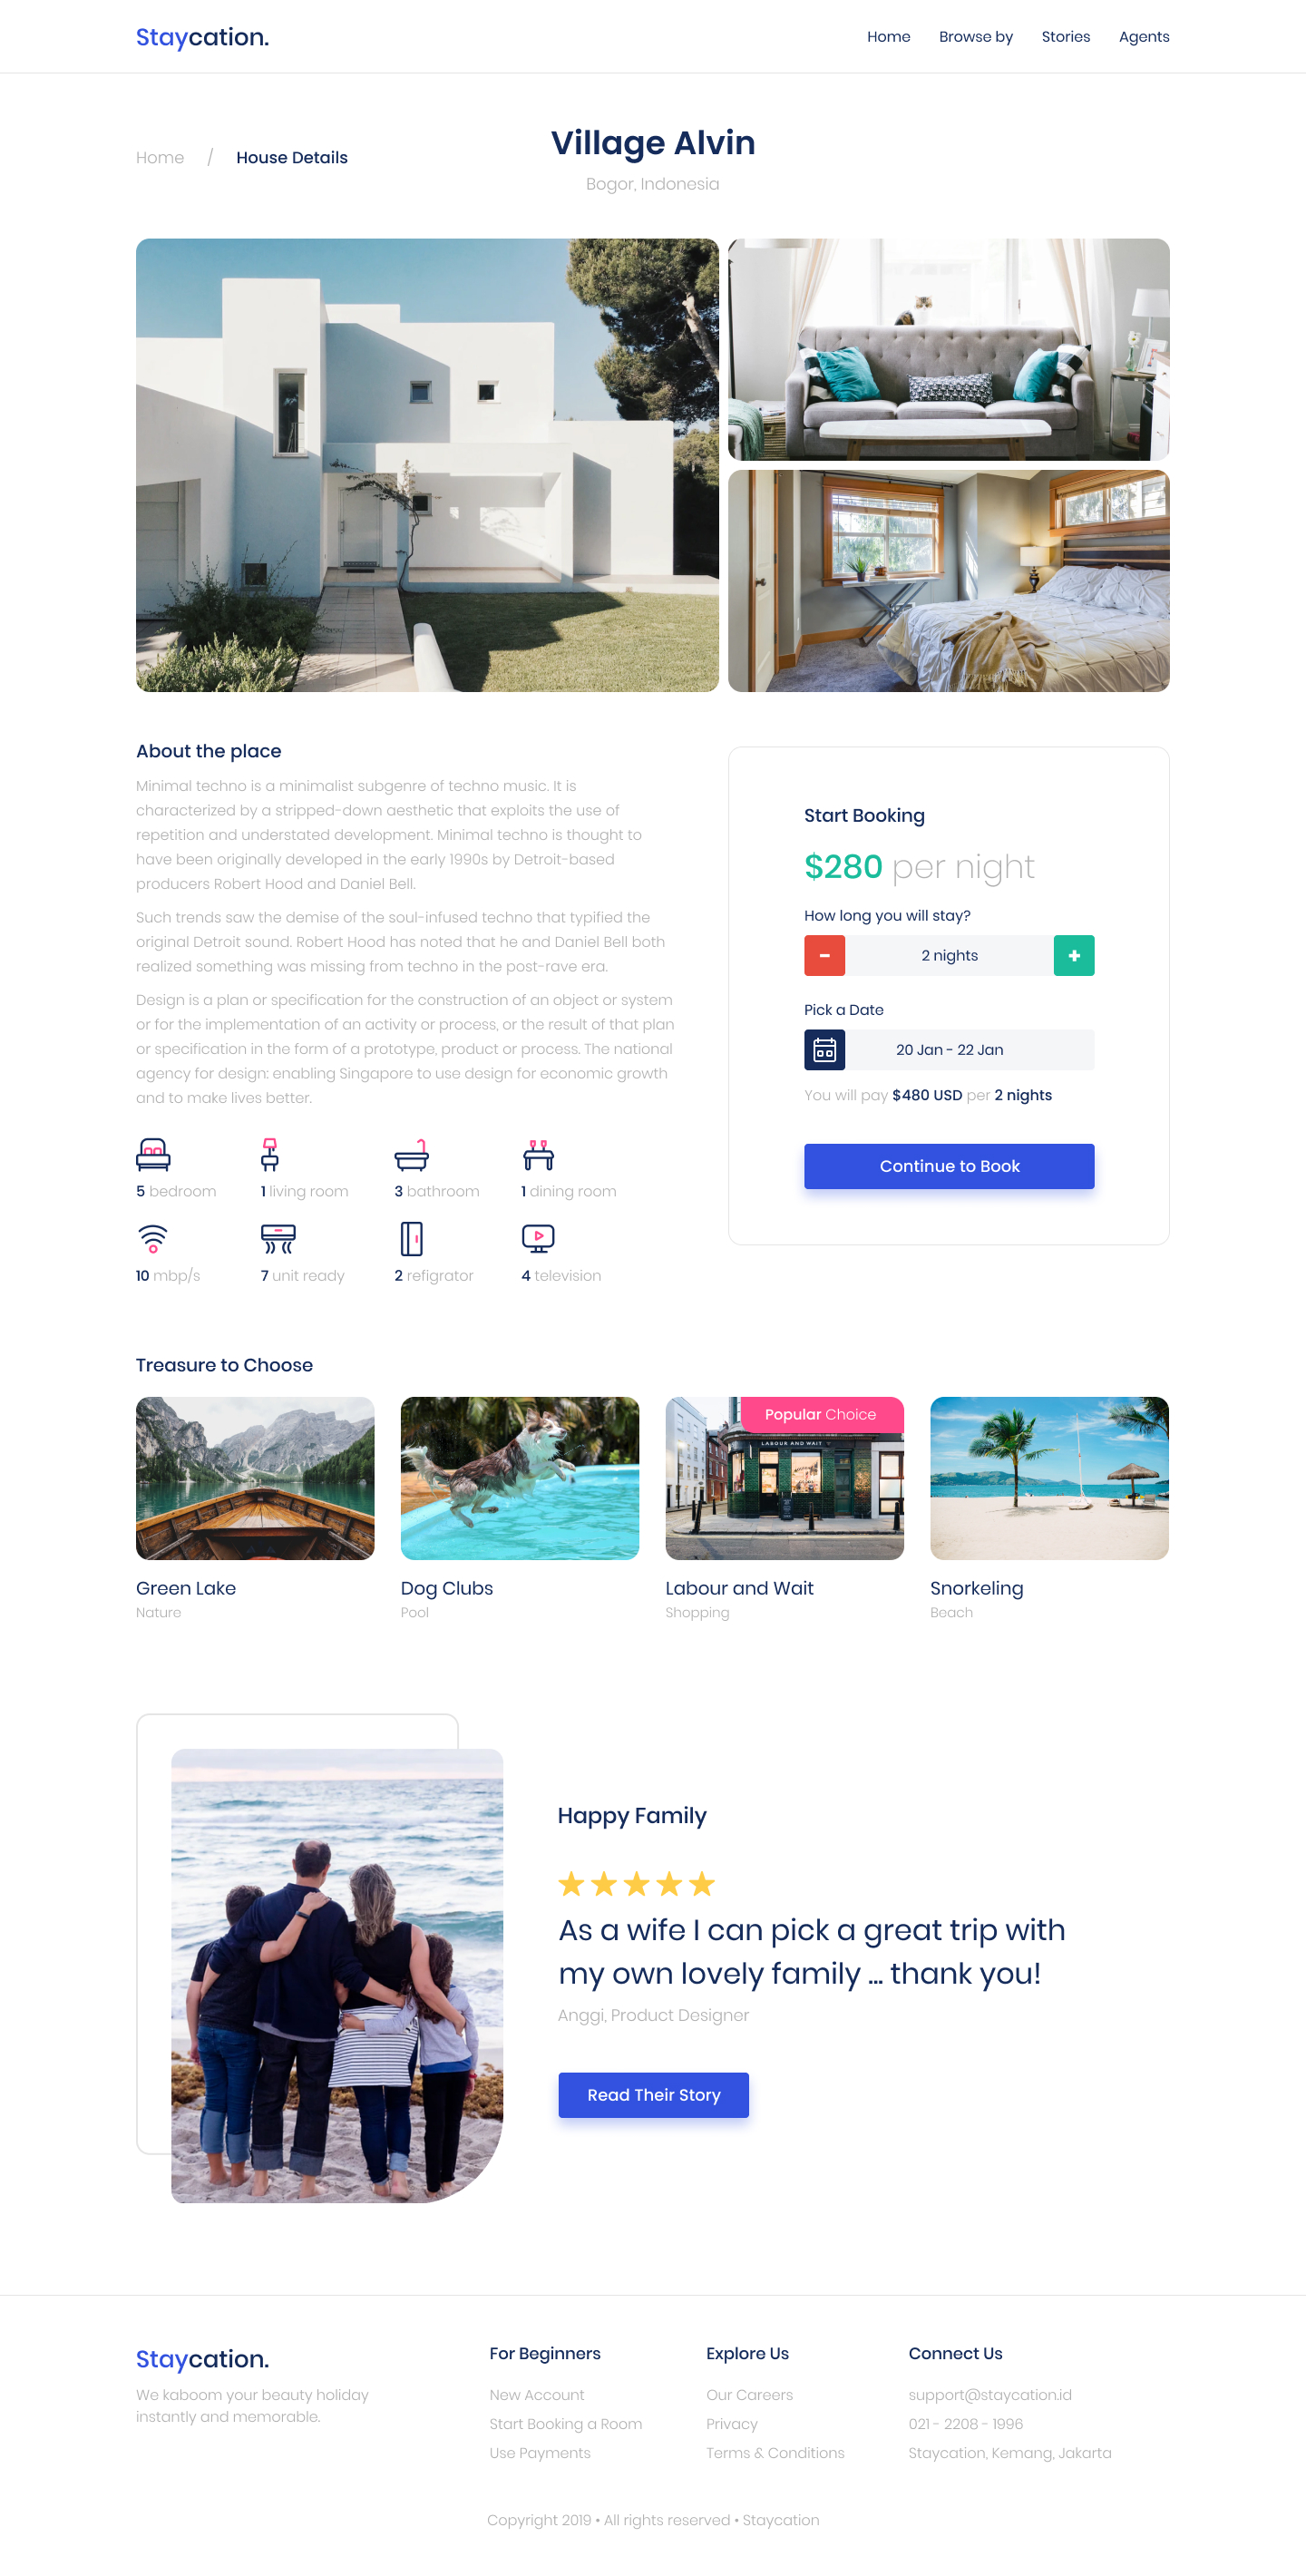 Staycation.
Home
Browse by
Stories
Agents
Home / House Details
Village Alvin
Bogor, Indonesia
About the place
Minimal techno is a minimalist subgenre of techno music. It is
characterized by a stripped-down aesthetic that exploits the use of
repetition and understated development. Minimal techno is thought to
have been originally developed in the early 1990s by Detroit-based
producers Robert Hood and Daniel Bell.
Such trends saw the demise of the soul-infused techno that typified the
original Detroit sound. Robert Hood has noted that he and Daniel Bell both
realized something was missing from techno in the post-rave era.
Design is a plan or specification for the construction of an object or system
or for the implementation of an activity or process, or the result of that plan
or specification in the form of a prototype, product or process. The national
agency for design: enabling Singapore to use design for economic growth
and to make lives better.
5 bedroom
1 living room
3 bathroom
1 dining room
10 mbp/s
7 unit ready
2 refigrator
4 television
Start Booking
$280 per night
How long you will stay?
- 2 nights +
Pick a Date
20 Jan - 22 Jan
You will pay $480 USD per 2 nights
Continue to Book
Treasure to Choose
Popular Choice
LABOUR AND WAIT
Green Lake
Nature
Dog Clubs
Pool
Labour and Wait
Shopping
Snorkeling
Beach
Happy Family
As a wife I can pick a great trip with
my own lovely family ... thank you!
Anggi, Product Designer
Read Their Story
Staycation.
We kaboom your beauty holiday
instantly and memorable.
For Beginners
New Account
Start Booking a Room
Use Payments
Explore Us
Our Careers
Privacy
Terms & Conditions
Connect Us
support@staycation.id
021 - 2208 - 1996
Staycation, Kemang, Jakarta
Copyright 2019 • All rights reserved • Staycation